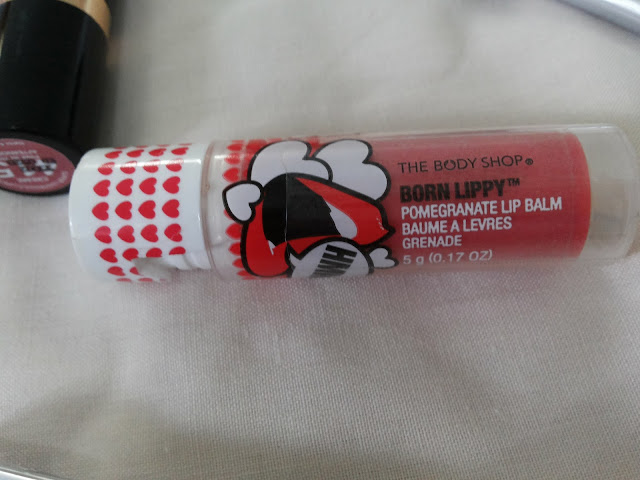 THE BODY SHOP®
BORN LIPPY™
POMEGRANATE LIP BALM
BAUME A LEVRES
GRENADE
5 g (0.17 OZ)